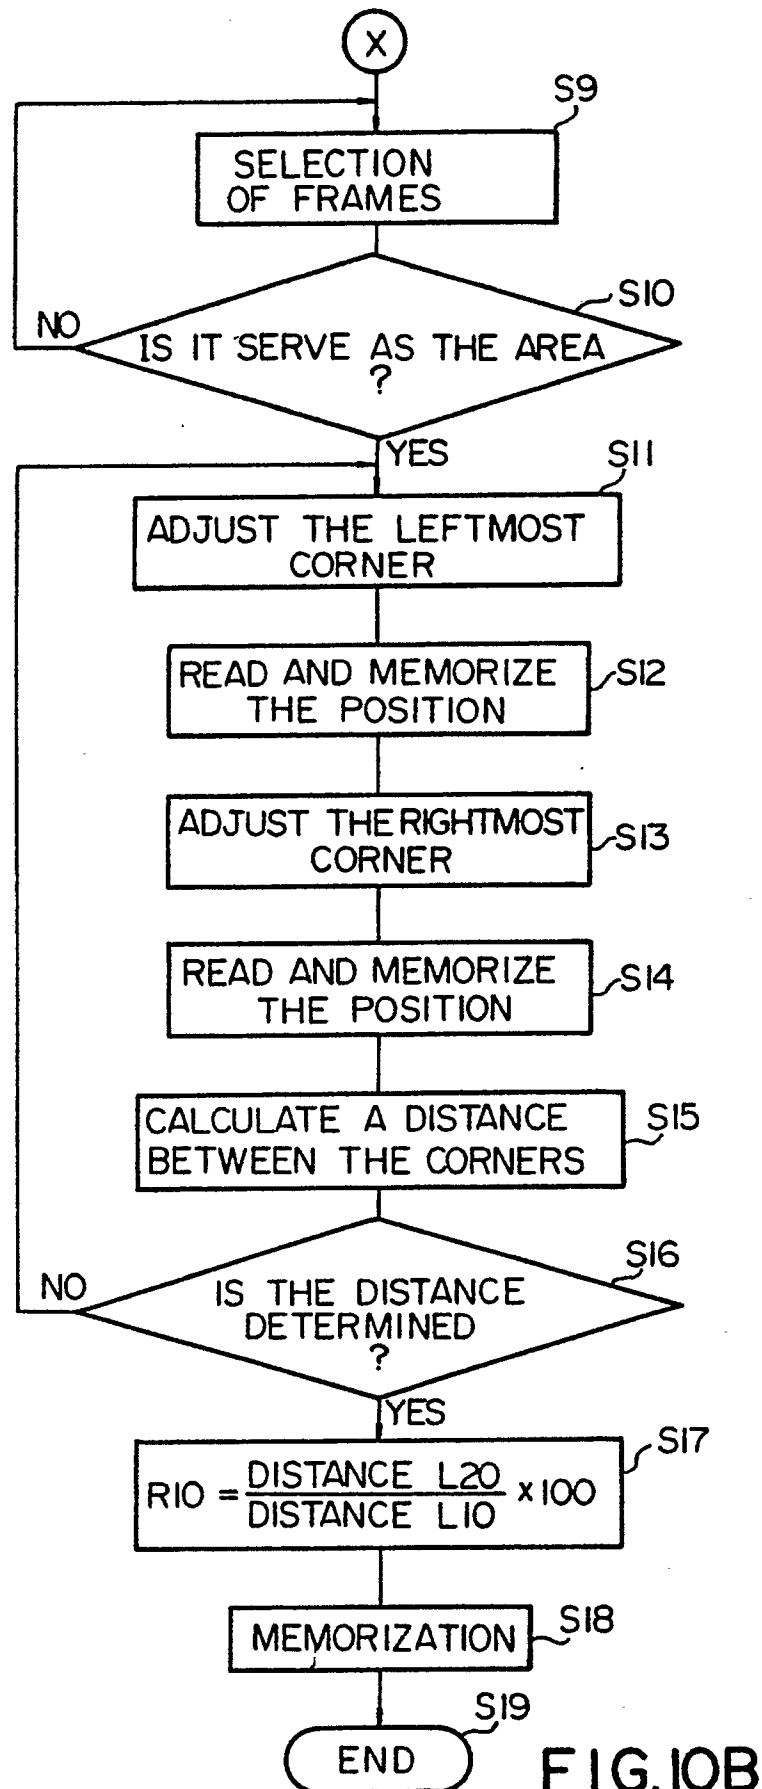 X
S9
SELECTION
OF FRAMES
S10
NO
IS IT SERVE AS THE AREA
?
YES
S11
ADJUST THE LEFTMOST
CORNER
READ AND MEMORIZE
THE POSITION
S12
ADJUST THE RIGHTMOST
CORNER
S13
READ AND MEMORIZE
THE POSITION
S14
CALCULATE A DISTANCE
BETWEEN THE CORNERS
S15
S16
NO
IS THE DISTANCE
DETERMINED
?
YES
S17
R10 = DISTANCE L20 / DISTANCE L10 × 100
MEMORIZATION
S18
S19
END
FIG.10B